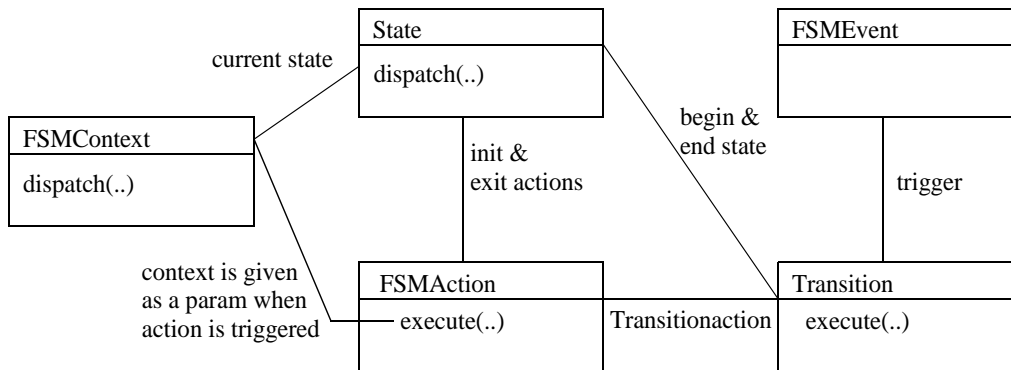 State
FSMEvent
current state
dispatch(..)
FSMContext
dispatch(..)
init &
exit actions
begin &
end state
trigger
context is given
as a param when
action is triggered
FSMAction
execute(..)
Transitionaction
Transition
execute(..)